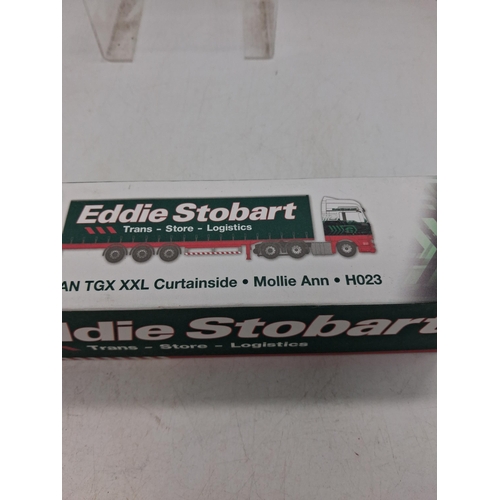 Eddie Stobart
Trans - Store - Logistics
AN TGX XXL Curtainside • Mollie Ann • H023
ddie Stobart
Trans - Store - Logistics